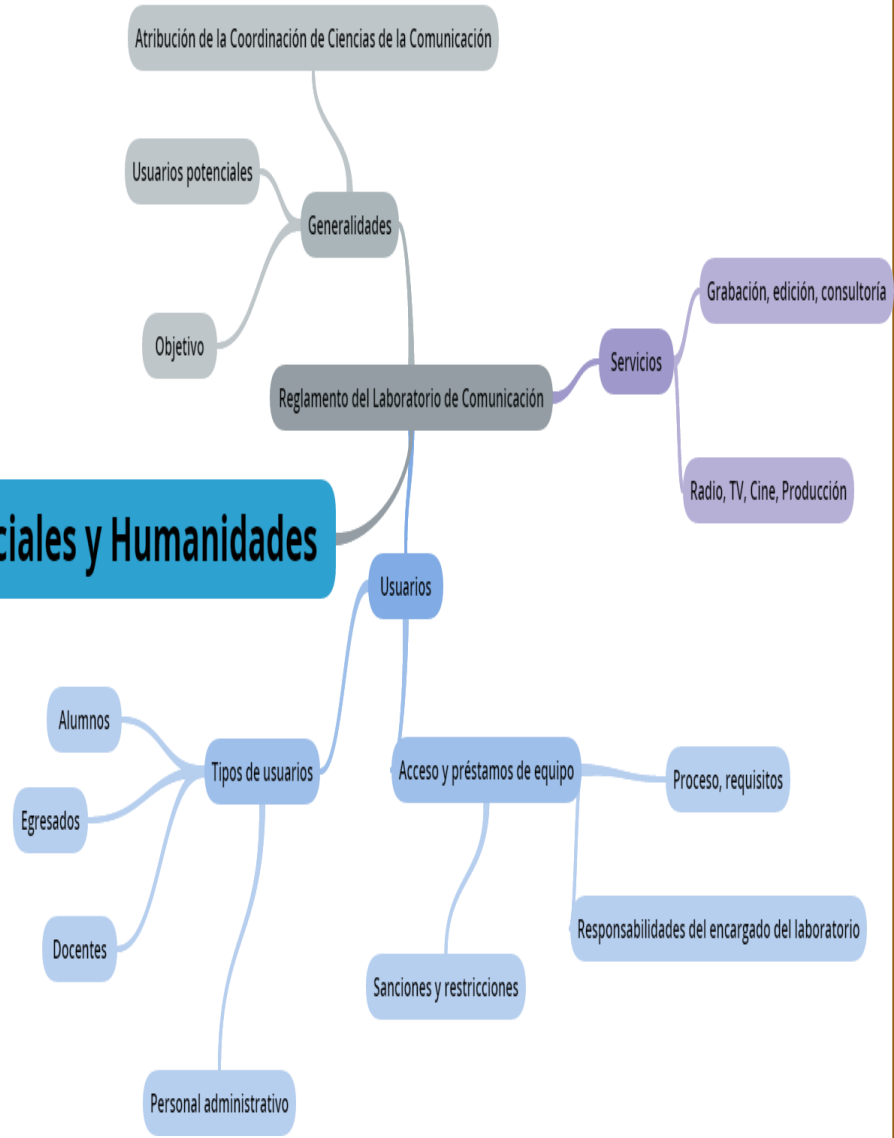 Atribución de la Coordinación de Ciencias de la Comunicación
Usuarios potenciales
Generalidades
Objetivo
Reglamento del Laboratorio de Comunicación
Servicios
Grabación, edición, consultoría
Radio, TV, Cine, Producción
y Humanidades
Usuarios
Tipos de usuarios
Alumnos
Egresados
Docentes
Personal administrativo
Acceso y préstamos de equipo
Proceso, requisitos
Responsabilidades del encargado del laboratorio
Sanciones y restricciones